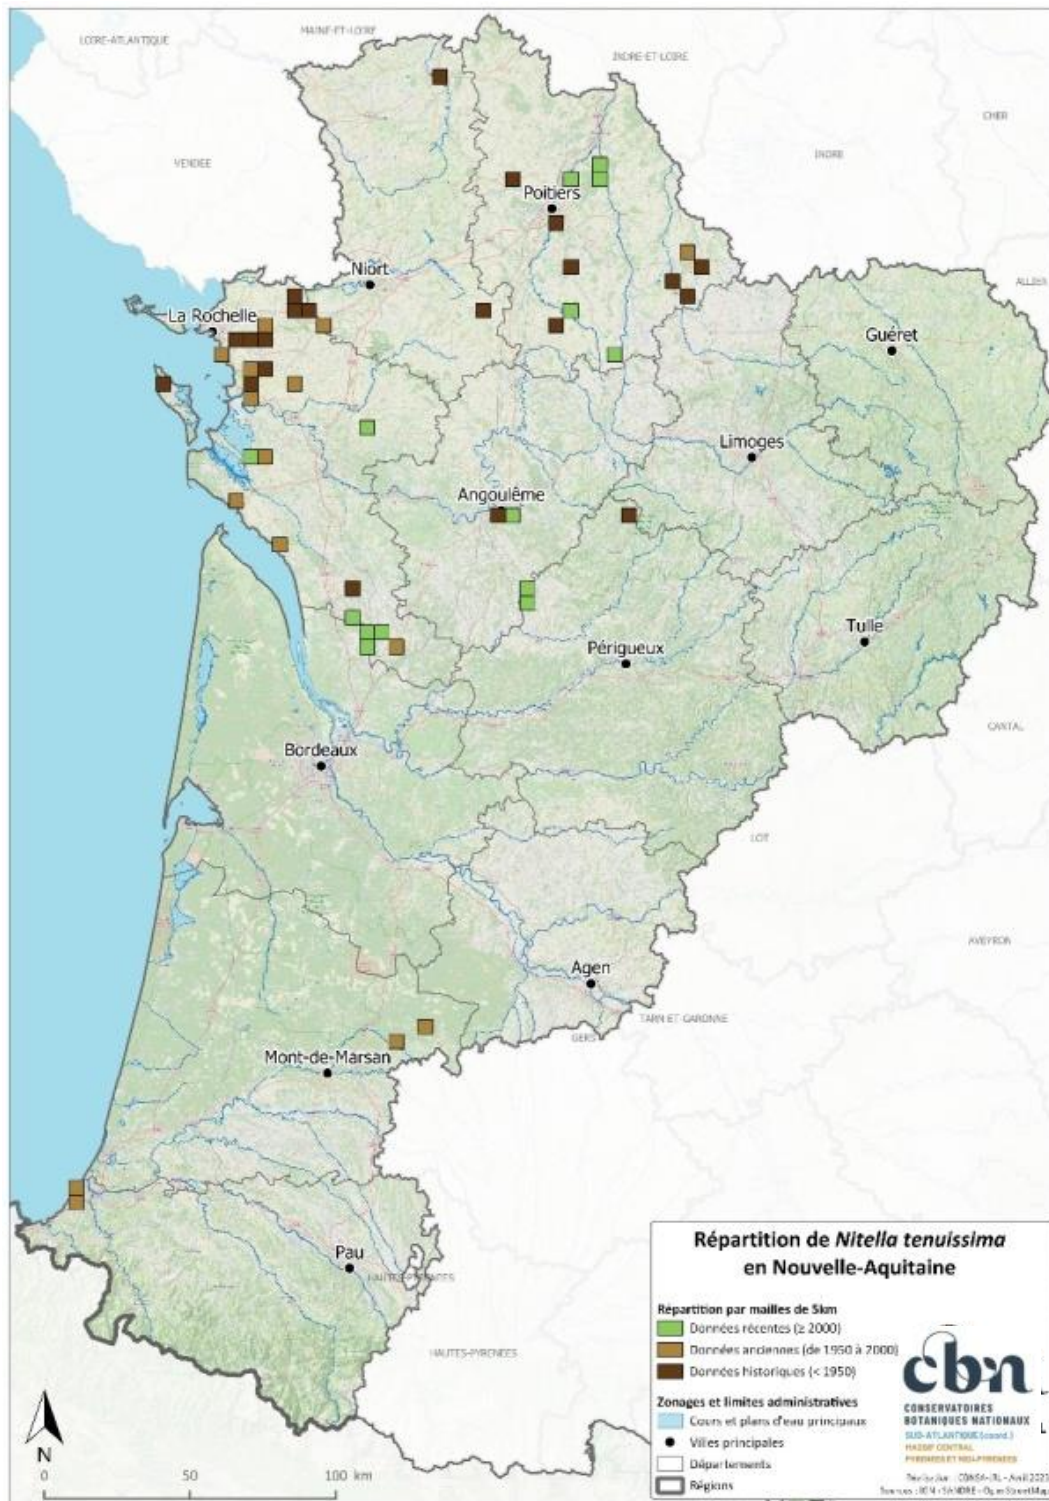 MAINE-ET-LOIRE
LOIRE-ATLANTIQUE
INDRE-ET-LOIRE
CHER
INDRE
VENDEE
Poitiers
Niort
ALLIER
La Rochelle
Guéret
Limoges
Angoulême
Tulle
Périgueux
CANTAL
Bordeaux
LOT
AVEYRON
Agen
TARN-ET-GARONNE
GERS
Mont-de-Marsan
Pau
HAUTES-PYRENEES
HAUTES-PYRENEES
N
0 50 100 km
Répartition de Nitella tenuissima
en Nouvelle-Aquitaine
Répartition par mailles de 5km
Données récentes (≥ 2000)
Données anciennes (de 1950 à 2000)
Données historiques (< 1950)
Zonages et limites administratives
Cours et plans d'eau principaux
Villes principales
Départements
Régions
cbn
CONSERVATOIRES
BOTANIQUES NATIONAUX
SUD-ATLANTIQUE (coord.)
MASSIF CENTRAL
PYRENEES ET MIDI-PYRENEES